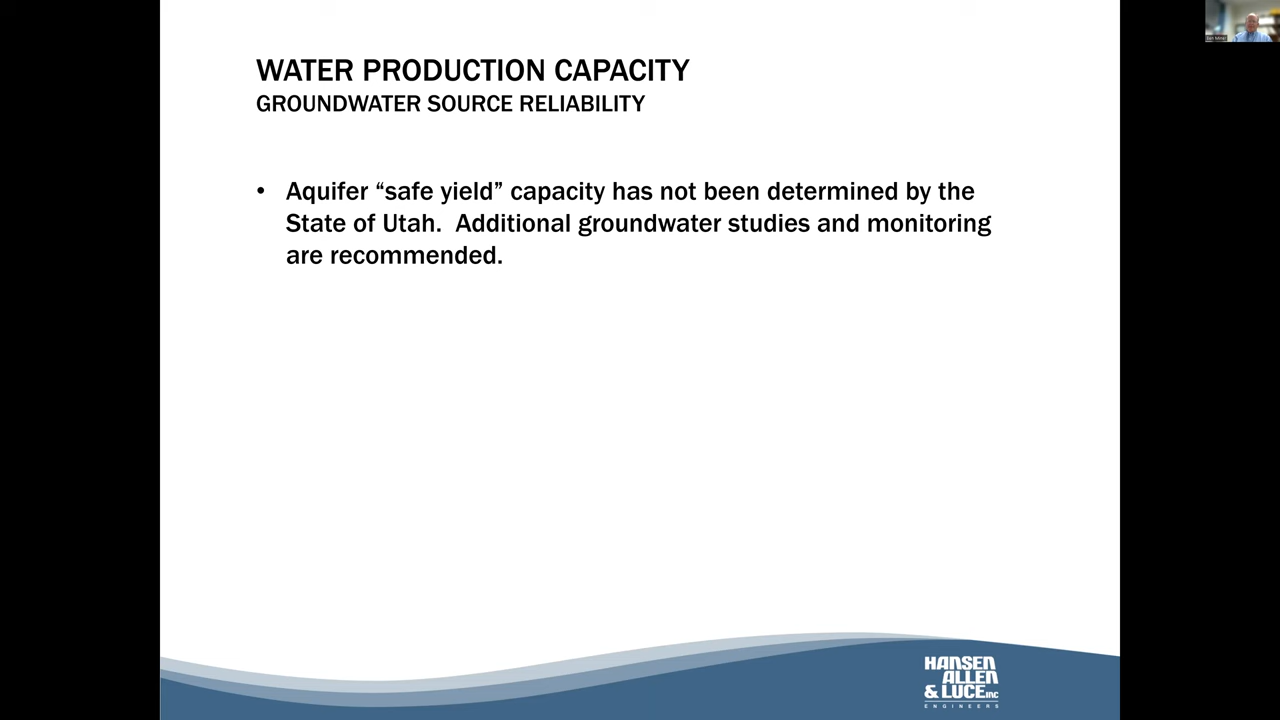 WATER PRODUCTION CAPACITY
GROUNDWATER SOURCE RELIABILITY
• Aquifer “safe yield” capacity has not been determined by the
State of Utah.  Additional groundwater studies and monitoring
are recommended.
HANSEN
ALLEN
& LUCE INC
ENGINEERS